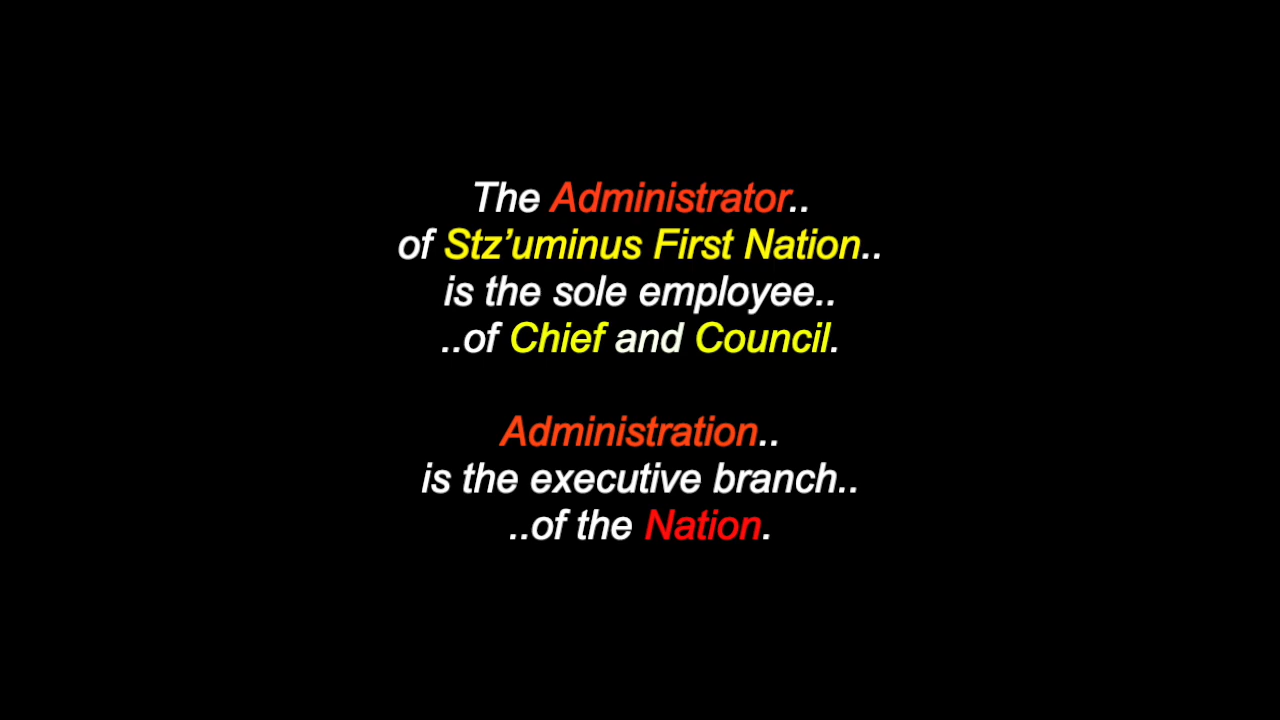 The Administrator..
of Stz’uminus First Nation..
is the sole employee..
..of Chief and Council.
Administration..
is the executive branch..
..of the Nation.